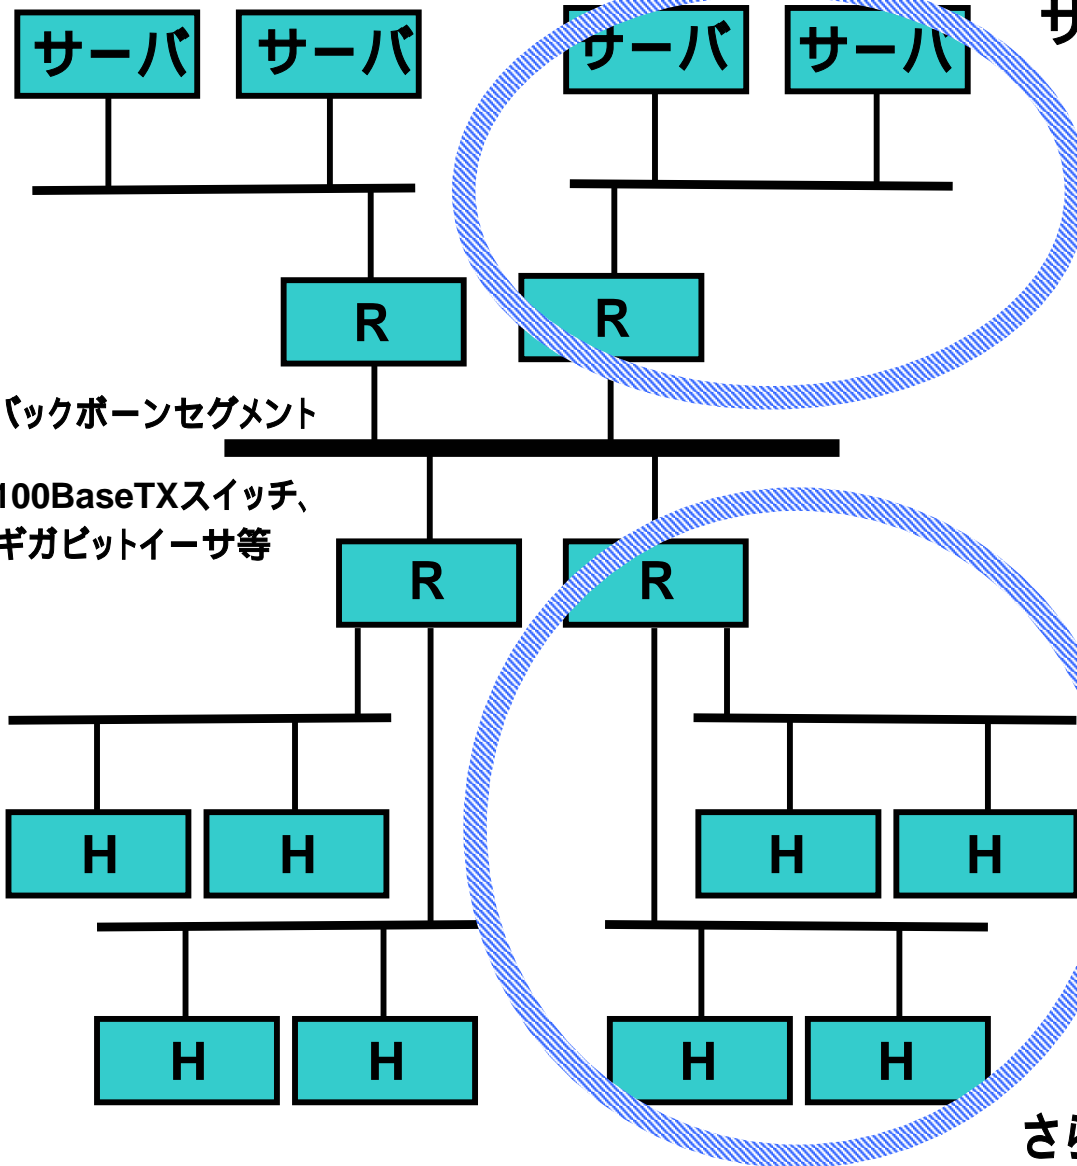 サーバ サーバ サーバ サーバ
R R
バックボーンセグメント
100BaseTXスイッチ、
ギガビットイーサ等
R R
H H H H
H H H H